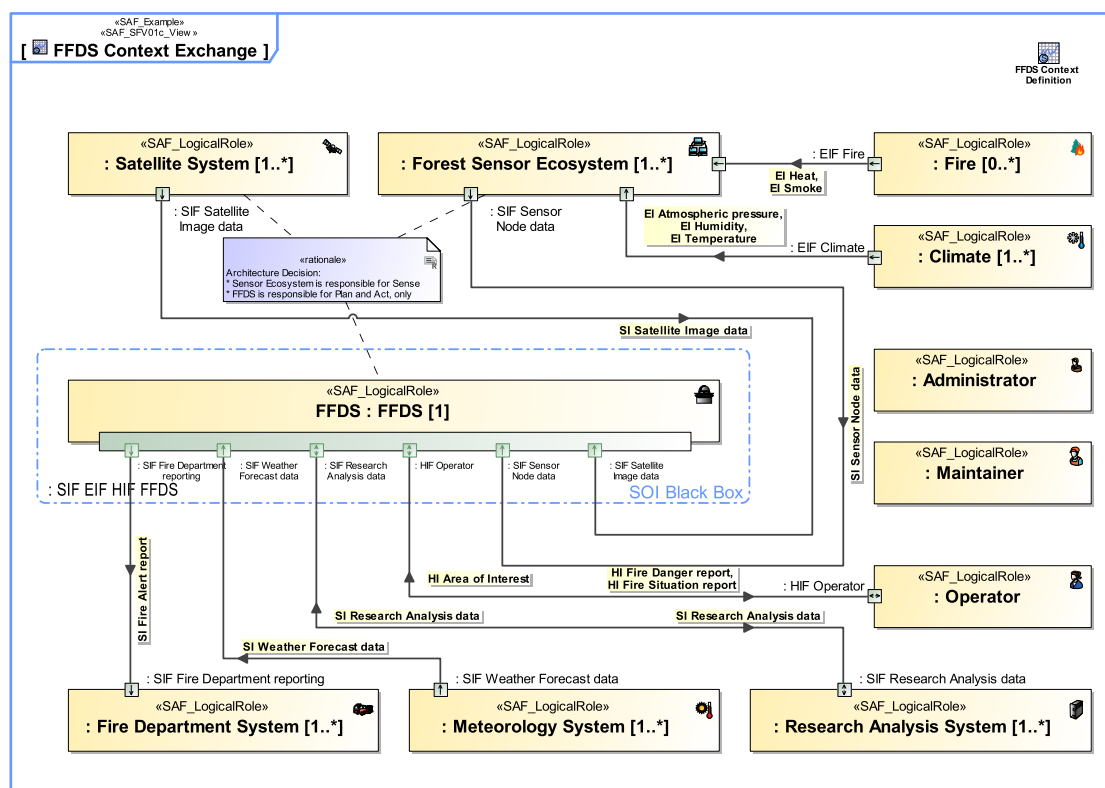 «SAF_Example»
«SAF_SFV01c_View »
[ FFDS Context Exchange ]
FFDS Context
Definition
«SAF_LogicalRole»
: Satellite System [1..*]
«SAF_LogicalRole»
: Forest Sensor Ecosystem [1..*]
«SAF_LogicalRole»
: Fire [0..*]
: EIF Fire
EI Heat,
EI Smoke
: SIF Satellite
Image data
: SIF Sensor
Node data
EI Atmospheric pressure,
EI Humidity,
EI Temperature
: EIF Climate
«SAF_LogicalRole»
: Climate [1..*]
«rationale»
Architecture Decision:
* Sensor Ecosystem is responsible for Sense
* FFDS is responsible for Plan and Act, only
SI Satellite Image data
SI Sensor Node data
«SAF_LogicalRole»
: Administrator
«SAF_LogicalRole»
FFDS : FFDS [1]
«SAF_LogicalRole»
: Maintainer
: SIF Fire Department
reporting
: SIF Weather
Forecast data
: SIF Research
Analysis data
: HIF Operator
: SIF Sensor
Node data
: SIF Satellite
Image data
: SIF EIF HIF FFDS
SOI Black Box
SI Fire Alert report
HI Area of Interest
HI Fire Danger report,
HI Fire Situation report
: HIF Operator
«SAF_LogicalRole»
: Operator
SI Research Analysis data
SI Research Analysis data
SI Weather Forecast data
: SIF Fire Department reporting
: SIF Weather Forecast data
: SIF Research Analysis data
«SAF_LogicalRole»
: Fire Department System [1..*]
«SAF_LogicalRole»
: Meteorology System [1..*]
«SAF_LogicalRole»
: Research Analysis System [1..*]